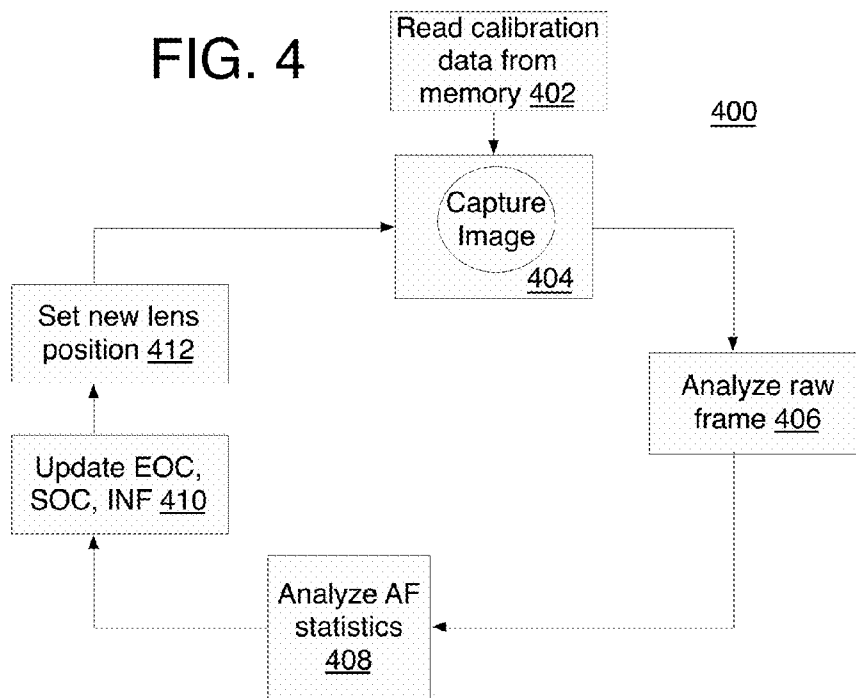 FIG. 4
Read calibration
data from
memory 402
400
Capture
Image
404
Set new lens
position 412
Analyze raw
frame 406
Update EOC,
SOC, INF 410
Analyze AF
statistics
408